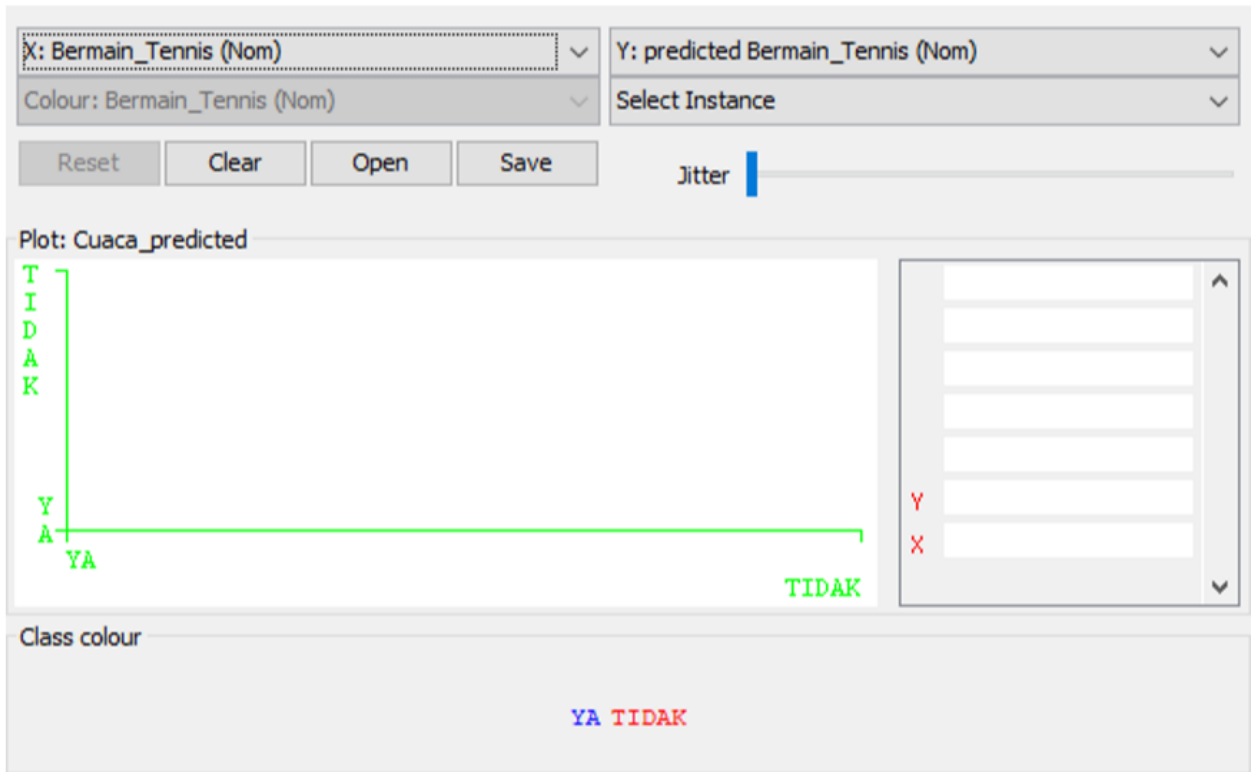 X: Bermain_Tennis (Nom)
Y: predicted Bermain_Tennis (Nom)
Colour: Bermain_Tennis (Nom)
Select Instance
Reset
Clear
Open
Save
Jitter
Plot: Cuaca_predicted
TIDAK
YA
YA
TIDAK
Y
X
Class colour
YA TIDAK